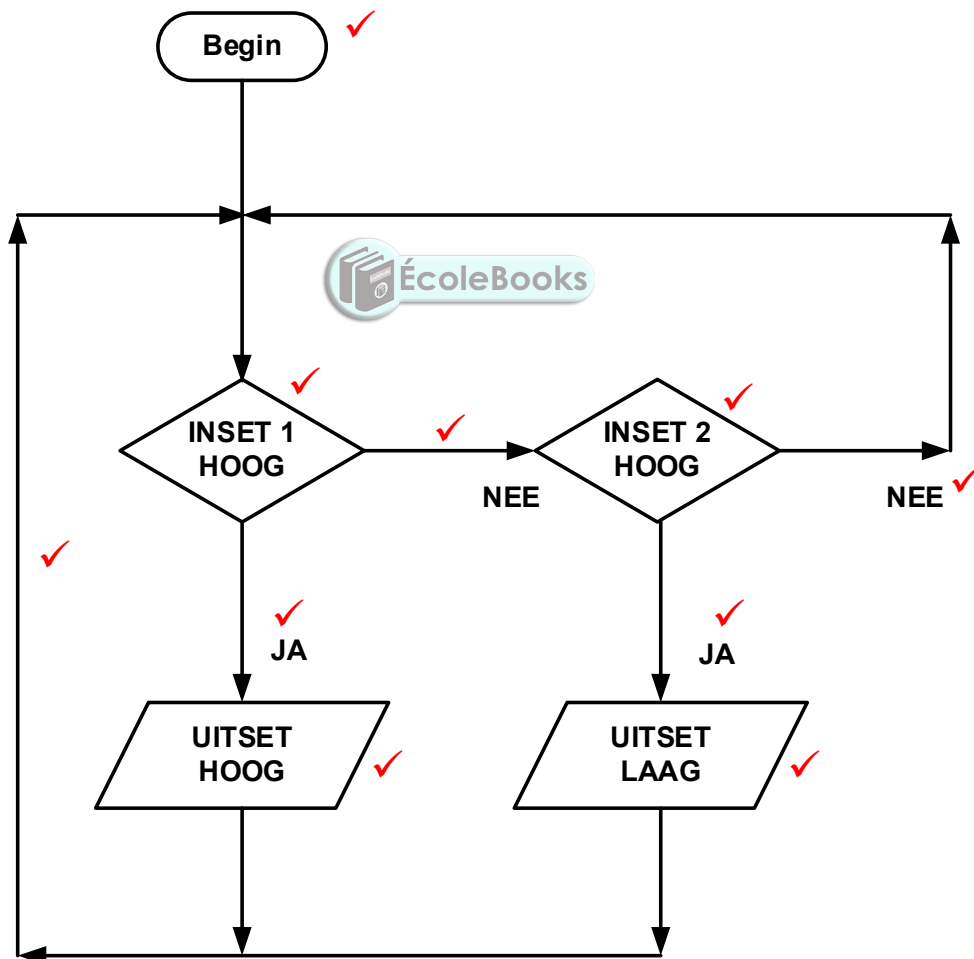 Begin
ÉcoleBooks
INSET 1
HOOG
INSET 2
HOOG
NEE
NEE
JA
JA
UITSET
HOOG
UITSET
LAAG